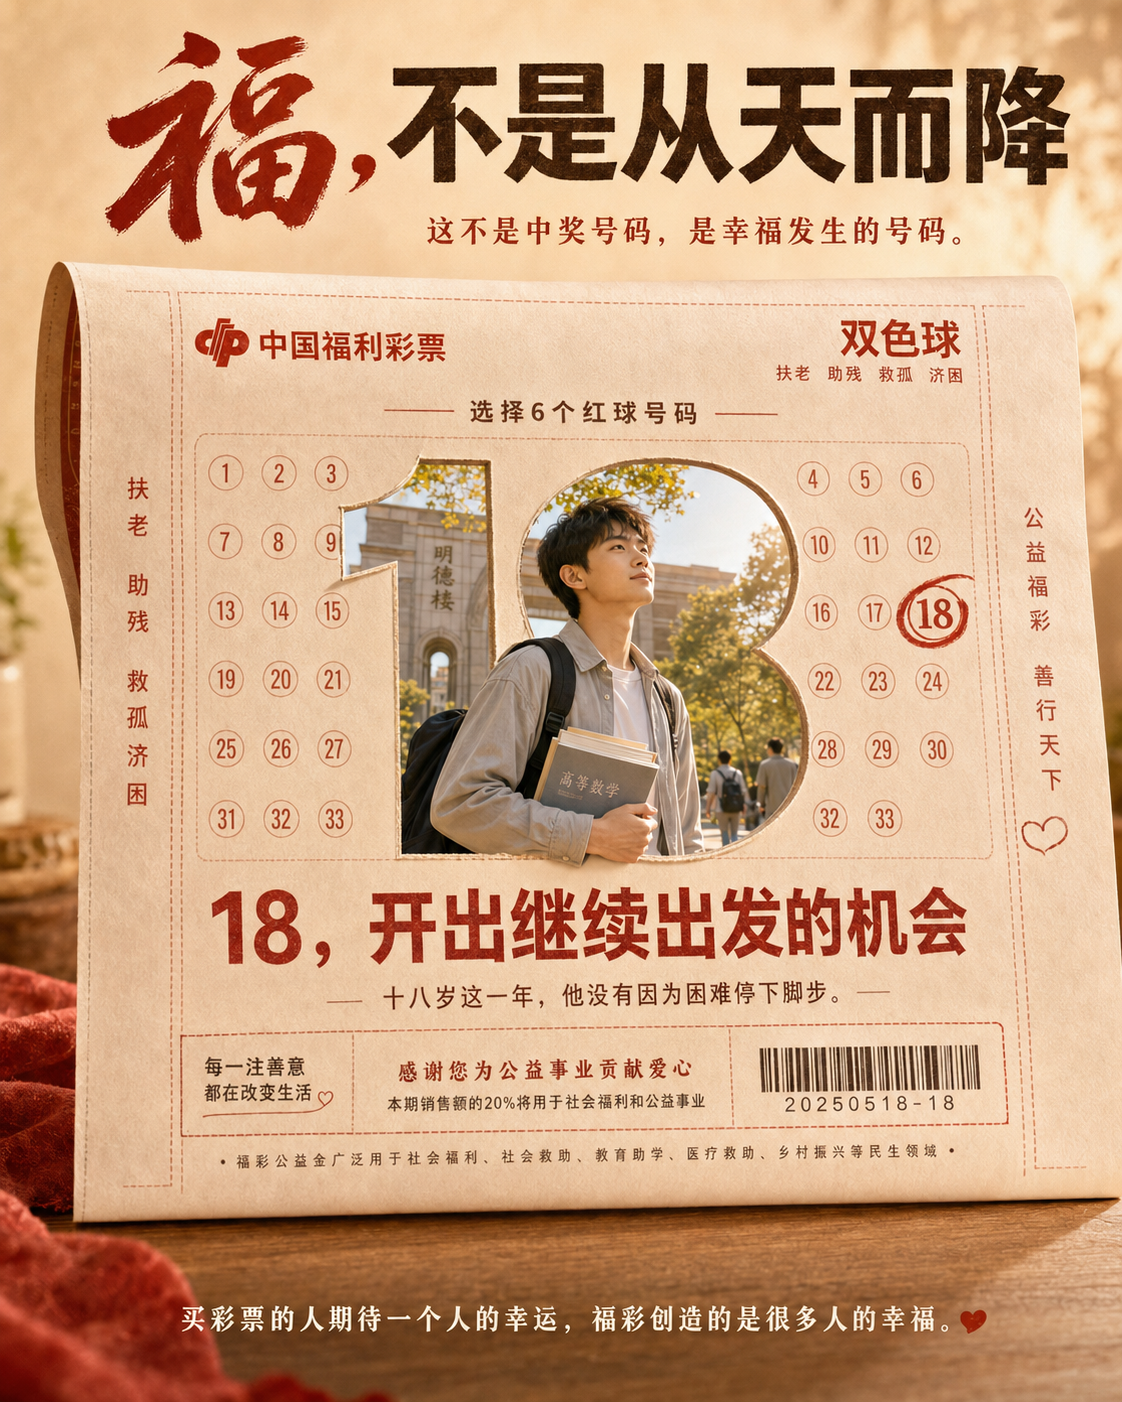 福，不是从天而降
这不是中奖号码，是幸福发生的号码。
中国福利彩票
双色球
扶老 助残 救孤 济困
选择6个红球号码
1 2 3 4 5 6
7 8 9 10 11 12
13 14 15 16 17 18
19 20 21 22 23 24
25 26 27 28 29 30
31 32 33 32 33
扶老 助残 救孤 济困
明德楼
高等数学
公益福彩 善行天下
18，开出继续出发的机会
十八岁这一年，他没有因为困难停下脚步。
每一注善意
都在改变生活
感谢您为公益事业贡献爱心
本期销售额的20%将用于社会福利和公益事业
20250518-18
• 福彩公益金广泛用于社会福利、社会救助、教育助学、医疗救助、乡村振兴等民生领域 •
买彩票的人期待一个人的幸运，福彩创造的是很多人的幸福。